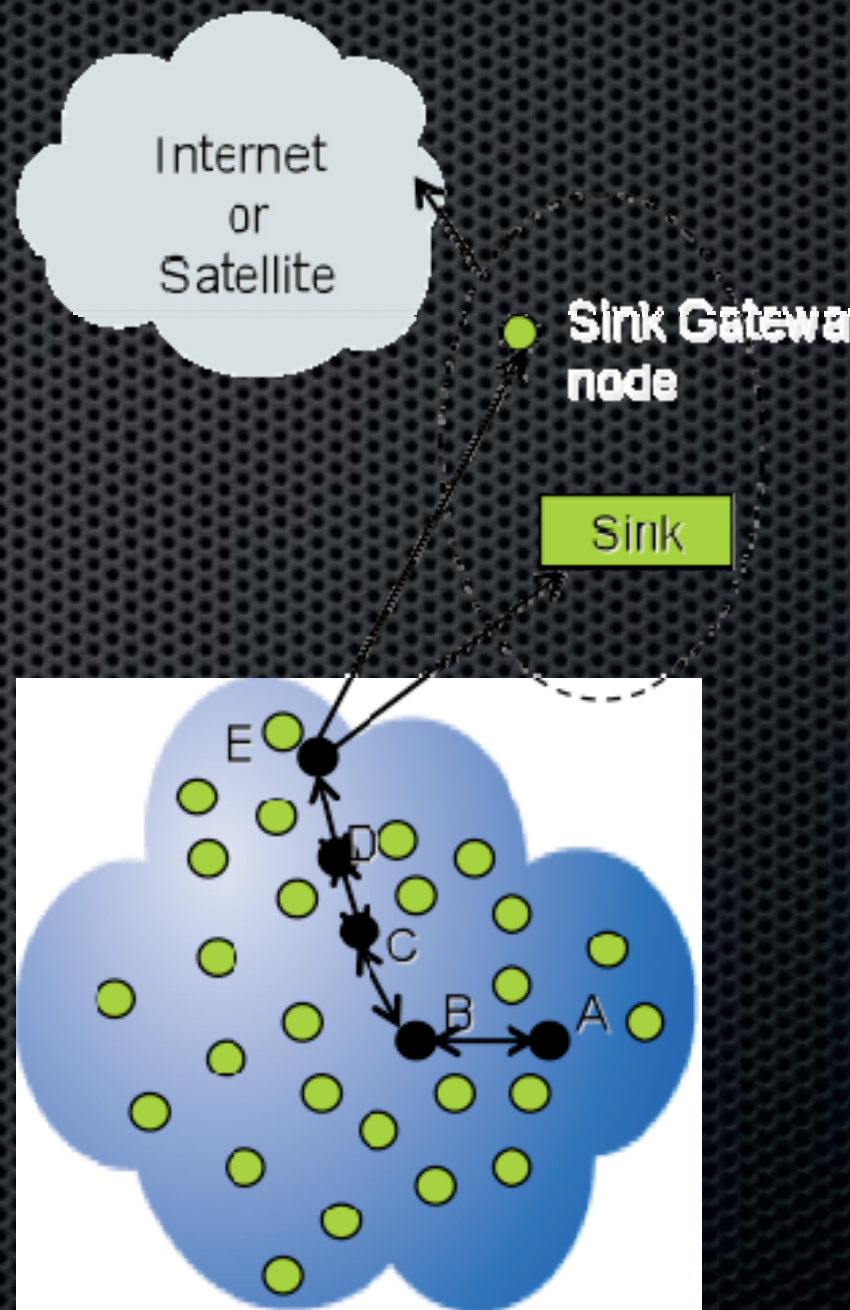 Internet
or
Satellite
Sink Gatewa
node
Sink
E
D
C
B
A